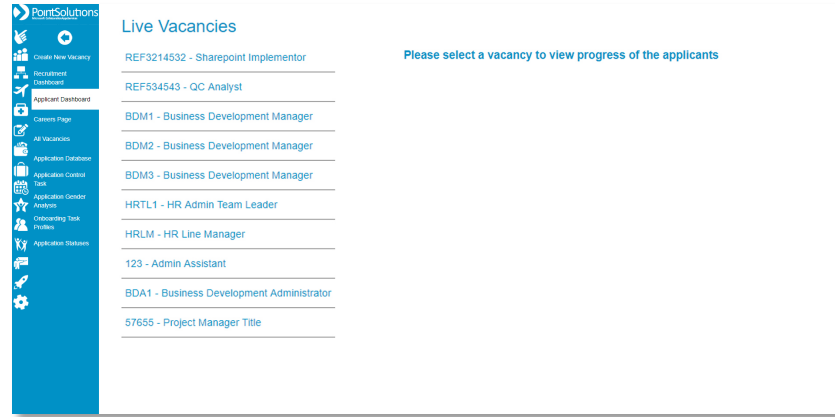 PointSolutions
Create New Vacancy
Recruitment
Dashboard
Applicant Dashboard
Careers Page
All Vacancies
Application Database
Application Control
Task
Application Gender
Analysis
Onboarding Task
Profiles
Application Statuses
Live Vacancies
REF3214532 - Sharepoint Implementor
REF534543 - QC Analyst
BDM1 - Business Development Manager
BDM2 - Business Development Manager
BDM3 - Business Development Manager
HRTL1 - HR Admin Team Leader
HRLM - HR Line Manager
123 - Admin Assistant
BDA1 - Business Development Administrator
57655 - Project Manager Title
Please select a vacancy to view progress of the applicants